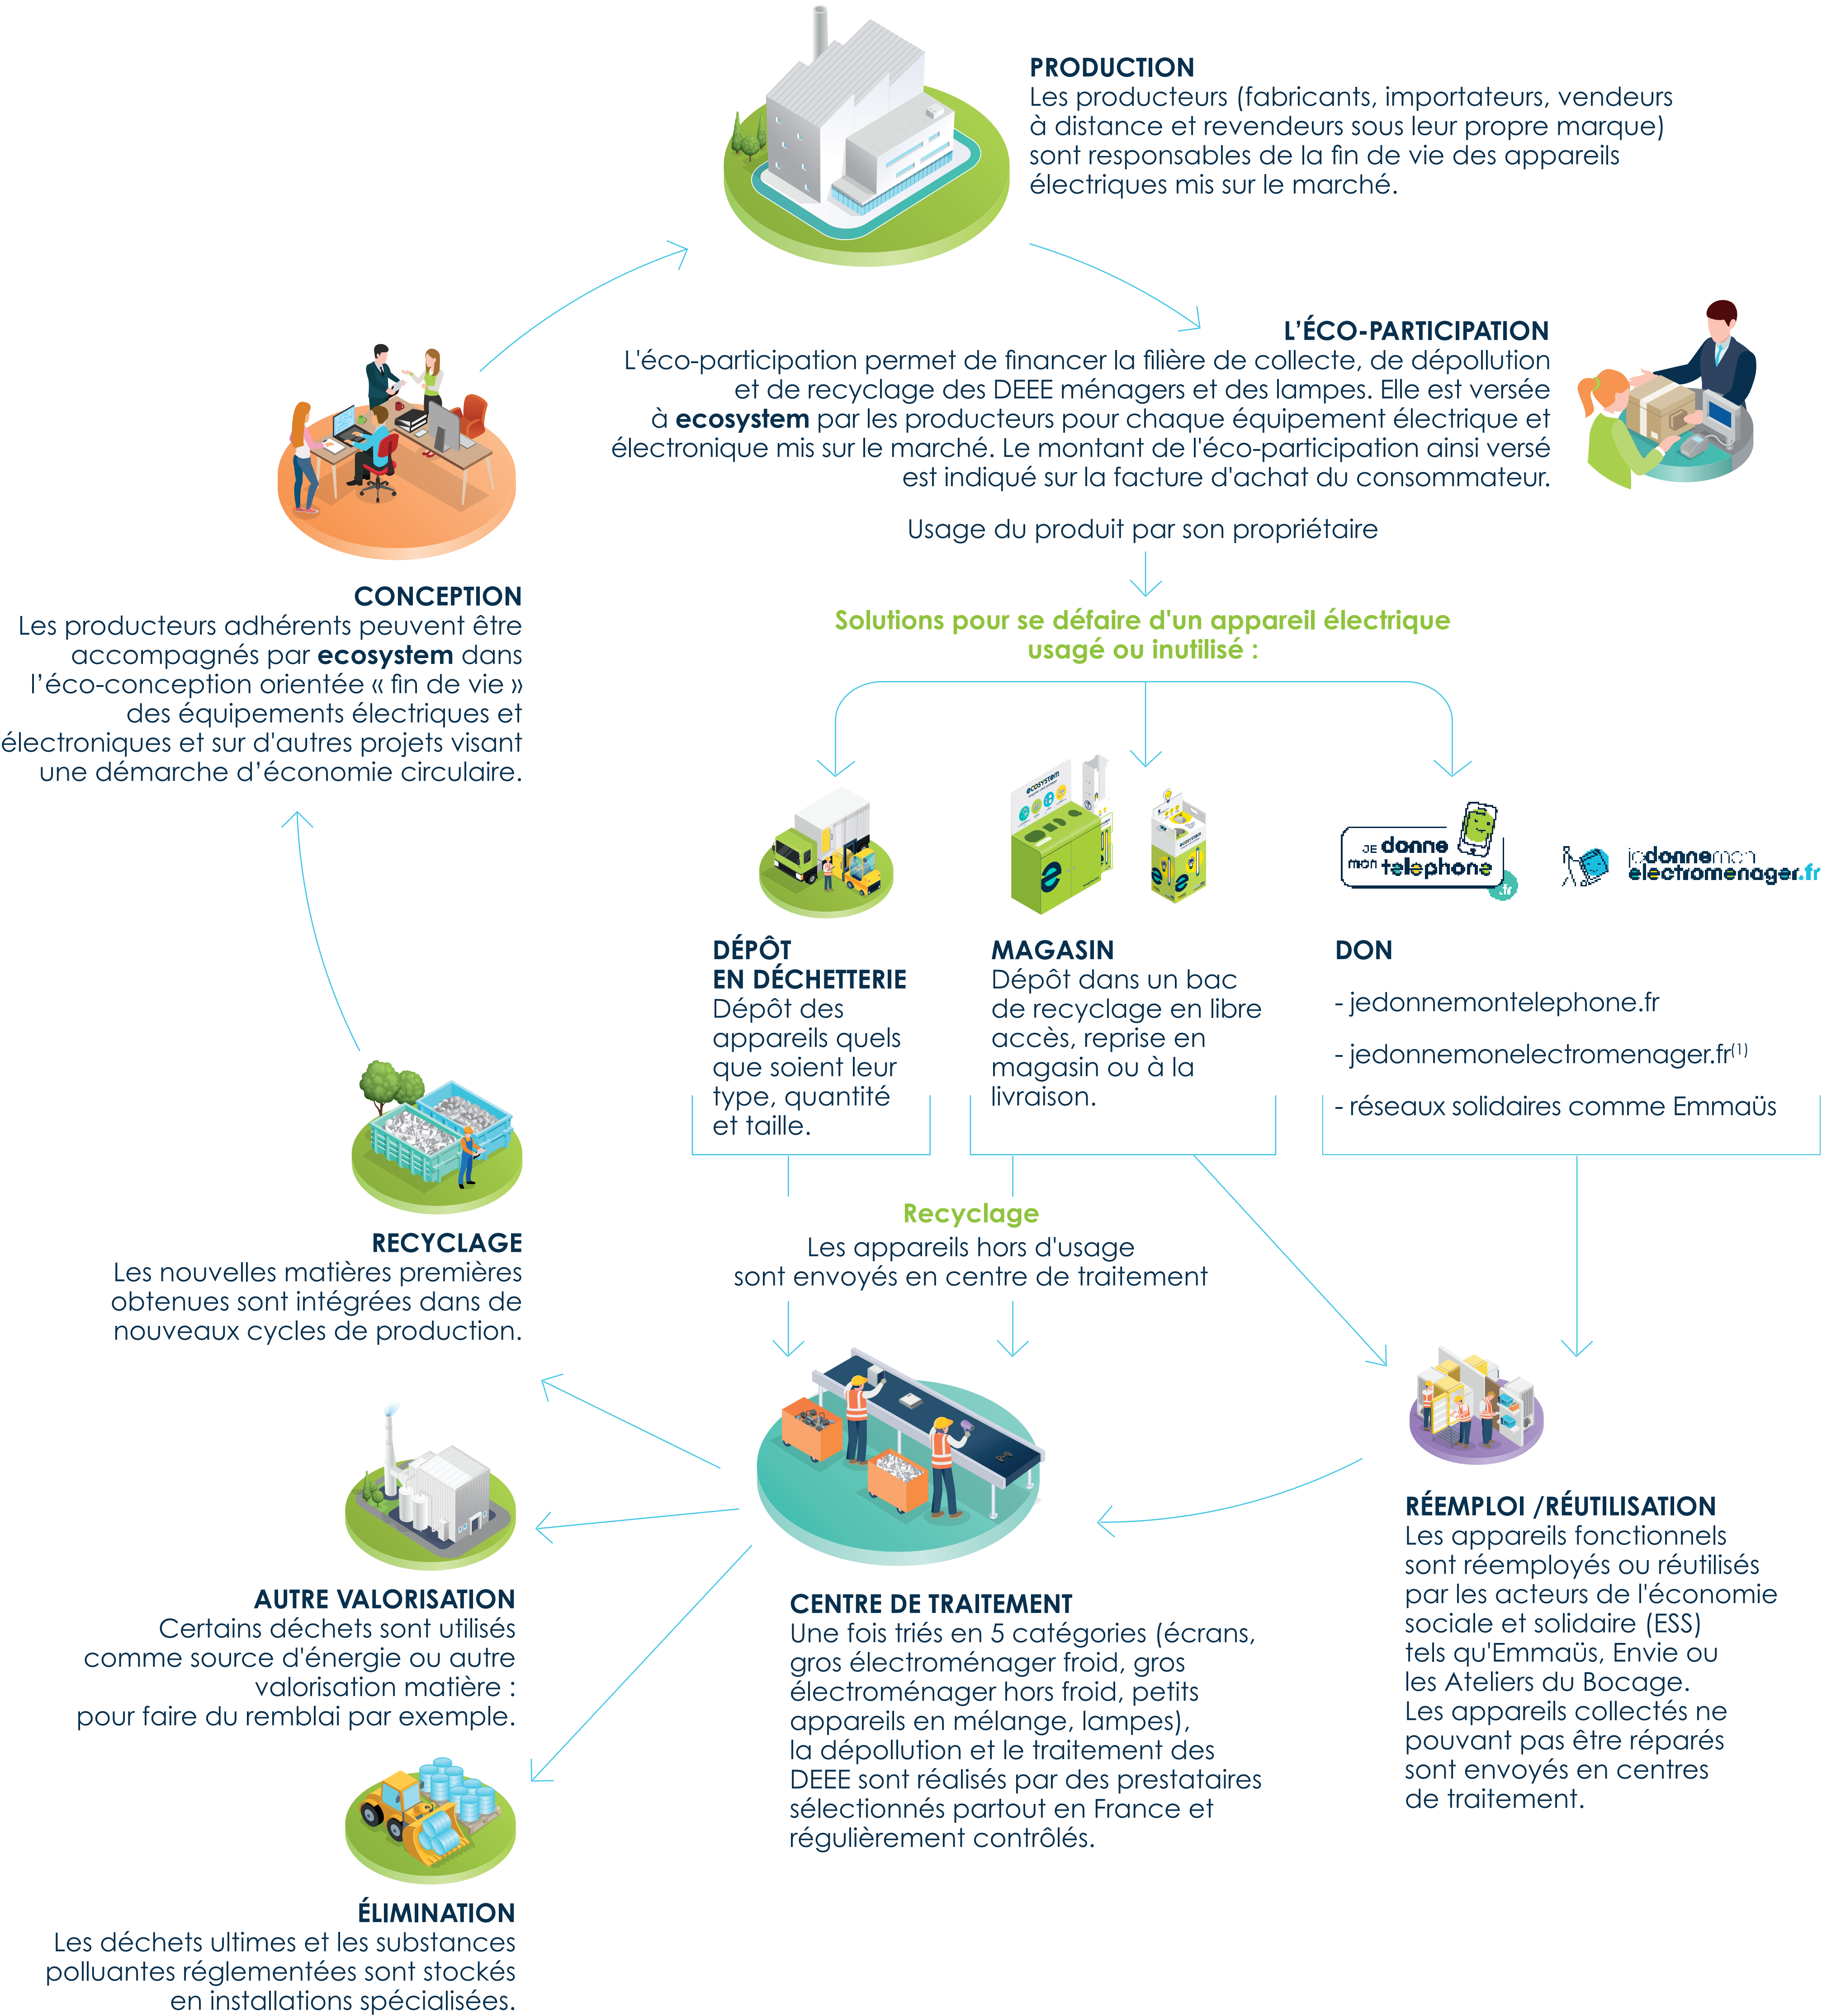 PRODUCTION
Les producteurs (fabricants, importateurs, vendeurs
à distance et revendeurs sous leur propre marque)
sont responsables de la fin de vie des appareils
électriques mis sur le marché.
L’ÉCO-PARTICIPATION
L'éco-participation permet de financer la filière de collecte, de dépollution
et de recyclage des DEEE ménagers et des lampes. Elle est versée
à ecosystem par les producteurs pour chaque équipement électrique et
électronique mis sur le marché. Le montant de l'éco-participation ainsi versé
est indiqué sur la facture d'achat du consommateur.
Usage du produit par son propriétaire
Solutions pour se défaire d'un appareil électrique
usagé ou inutilisé :
CONCEPTION
Les producteurs adhérents peuvent être
accompagnés par ecosystem dans
l’éco-conception orientée « fin de vie »
des équipements électriques et
électroniques et sur d'autres projets visant
une démarche d’économie circulaire.
ecosystem
e
ecosystem
e
JE donne
mon telephone
.fr
jedonnemon
electromenager.fr
DÉPÔT
EN DÉCHETTERIE
Dépôt des
appareils quels
que soient leur
type, quantité
et taille.
MAGASIN
Dépôt dans un bac
de recyclage en libre
accès, reprise en
magasin ou à la
livraison.
DON
- jedonnemontelephone.fr
- jedonnemonelectromenager.fr(1)
- réseaux solidaires comme Emmaüs
Recyclage
Les appareils hors d'usage
sont envoyés en centre de traitement
RECYCLAGE
Les nouvelles matières premières
obtenues sont intégrées dans de
nouveaux cycles de production.
AUTRE VALORISATION
Certains déchets sont utilisés
comme source d'énergie ou autre
valorisation matière :
pour faire du remblai par exemple.
ÉLIMINATION
Les déchets ultimes et les substances
polluantes réglementées sont stockés
en installations spécialisées.
CENTRE DE TRAITEMENT
Une fois triés en 5 catégories (écrans,
gros électroménager froid, gros
électroménager hors froid, petits
appareils en mélange, lampes),
la dépollution et le traitement des
DEEE sont réalisés par des prestataires
sélectionnés partout en France et
régulièrement contrôlés.
RÉEMPLOI /RÉUTILISATION
Les appareils fonctionnels
sont réemployés ou réutilisés
par les acteurs de l'économie
sociale et solidaire (ESS)
tels qu'Emmaüs, Envie ou
les Ateliers du Bocage.
Les appareils collectés ne
pouvant pas être réparés
sont envoyés en centres
de traitement.